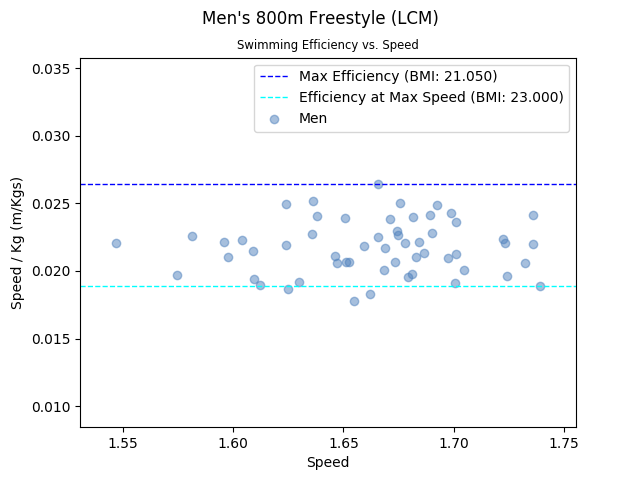 Men's 800m Freestyle (LCM)
Swimming Efficiency vs. Speed
Max Efficiency (BMI: 21.050)
Efficiency at Max Speed (BMI: 23.000)
Men
Speed / Kg (m/Kgs)
0.035
0.030
0.025
0.020
0.015
0.010
1.55
1.60
1.65
1.70
1.75
Speed